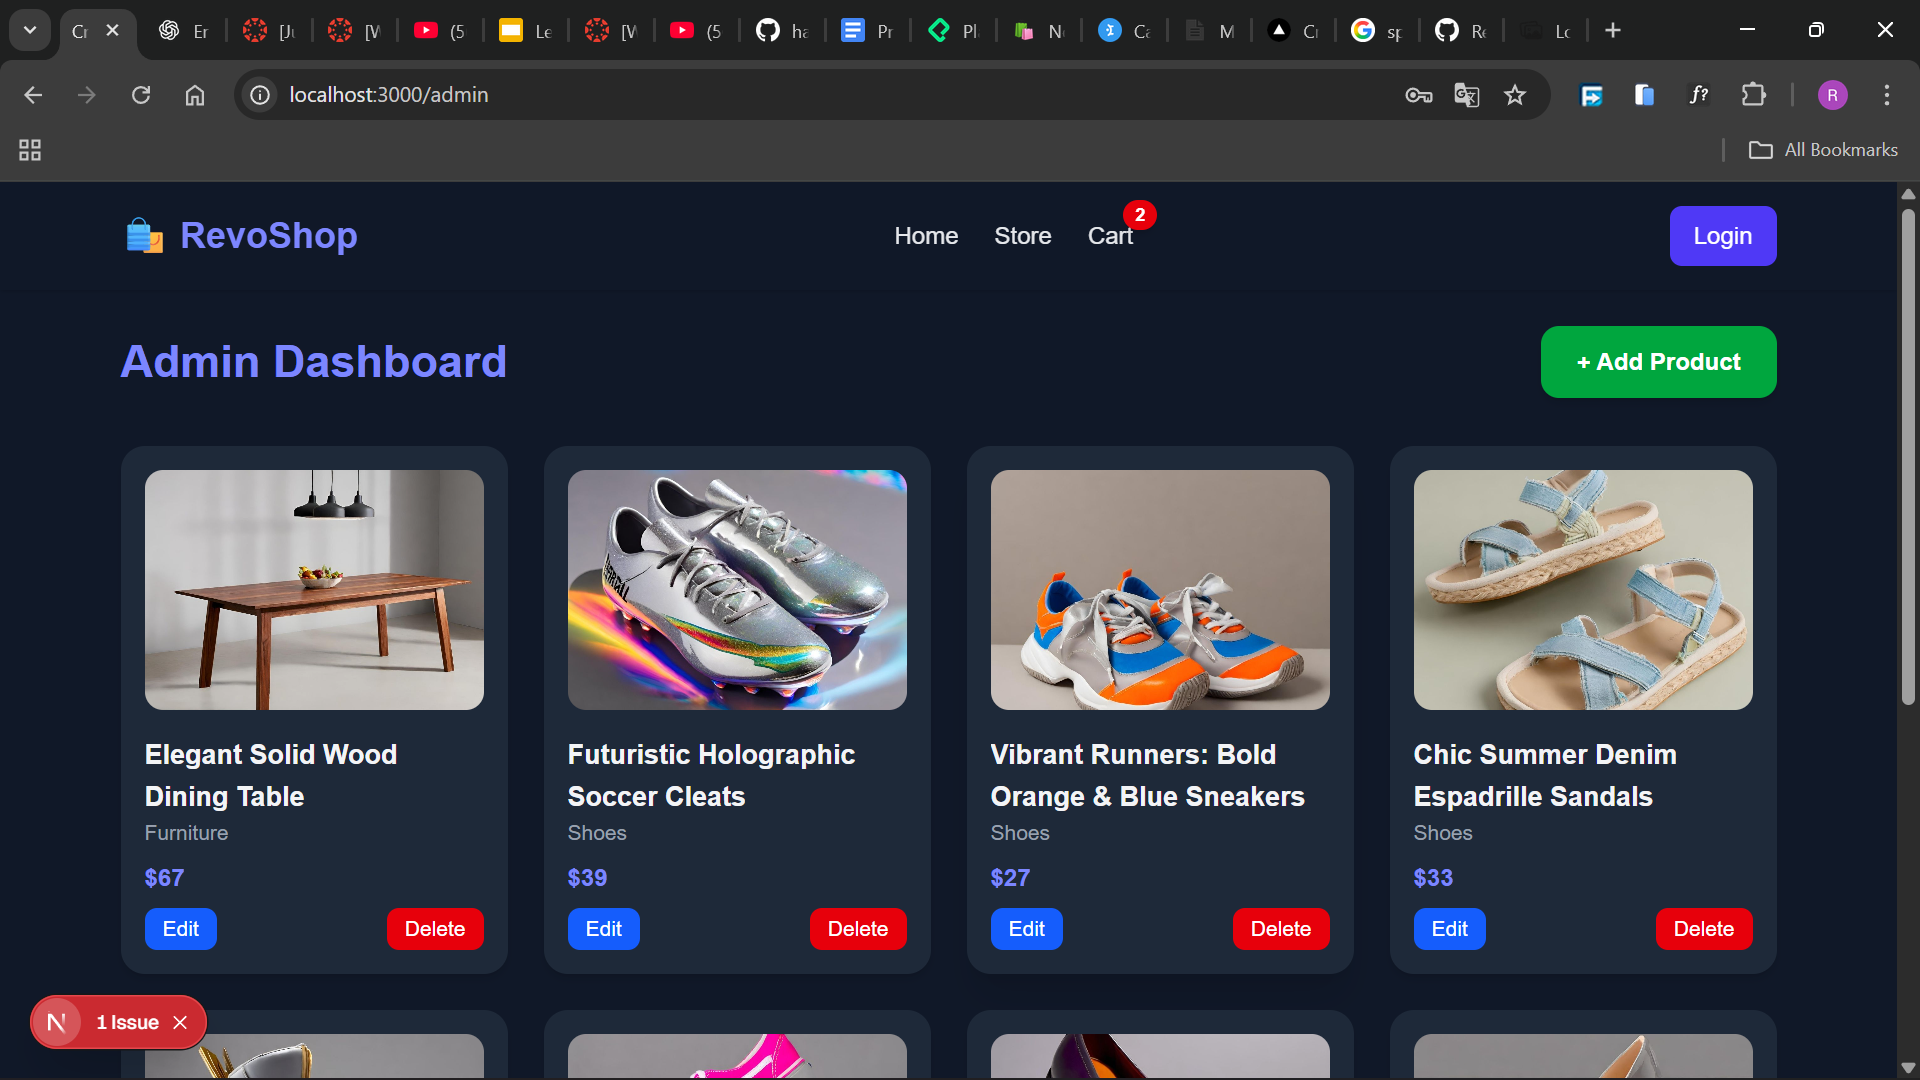 Cr
Er
[Ju
[W
(5
Le
[W
(5
ha
Pr
Pl
N
Ca
M
Cr
sp
Re
Lo
localhost:3000/admin
f?
R
All Bookmarks
RevoShop
Home
Store
Cart
2
Login
Admin Dashboard
+ Add Product
Elegant Solid Wood
Dining Table
Furniture
$67
Edit
Delete
Futuristic Holographic
Soccer Cleats
Shoes
$39
Edit
Delete
Vibrant Runners: Bold
Orange & Blue Sneakers
Shoes
$27
Edit
Delete
Chic Summer Denim
Espadrille Sandals
Shoes
$33
Edit
Delete
N
1 Issue